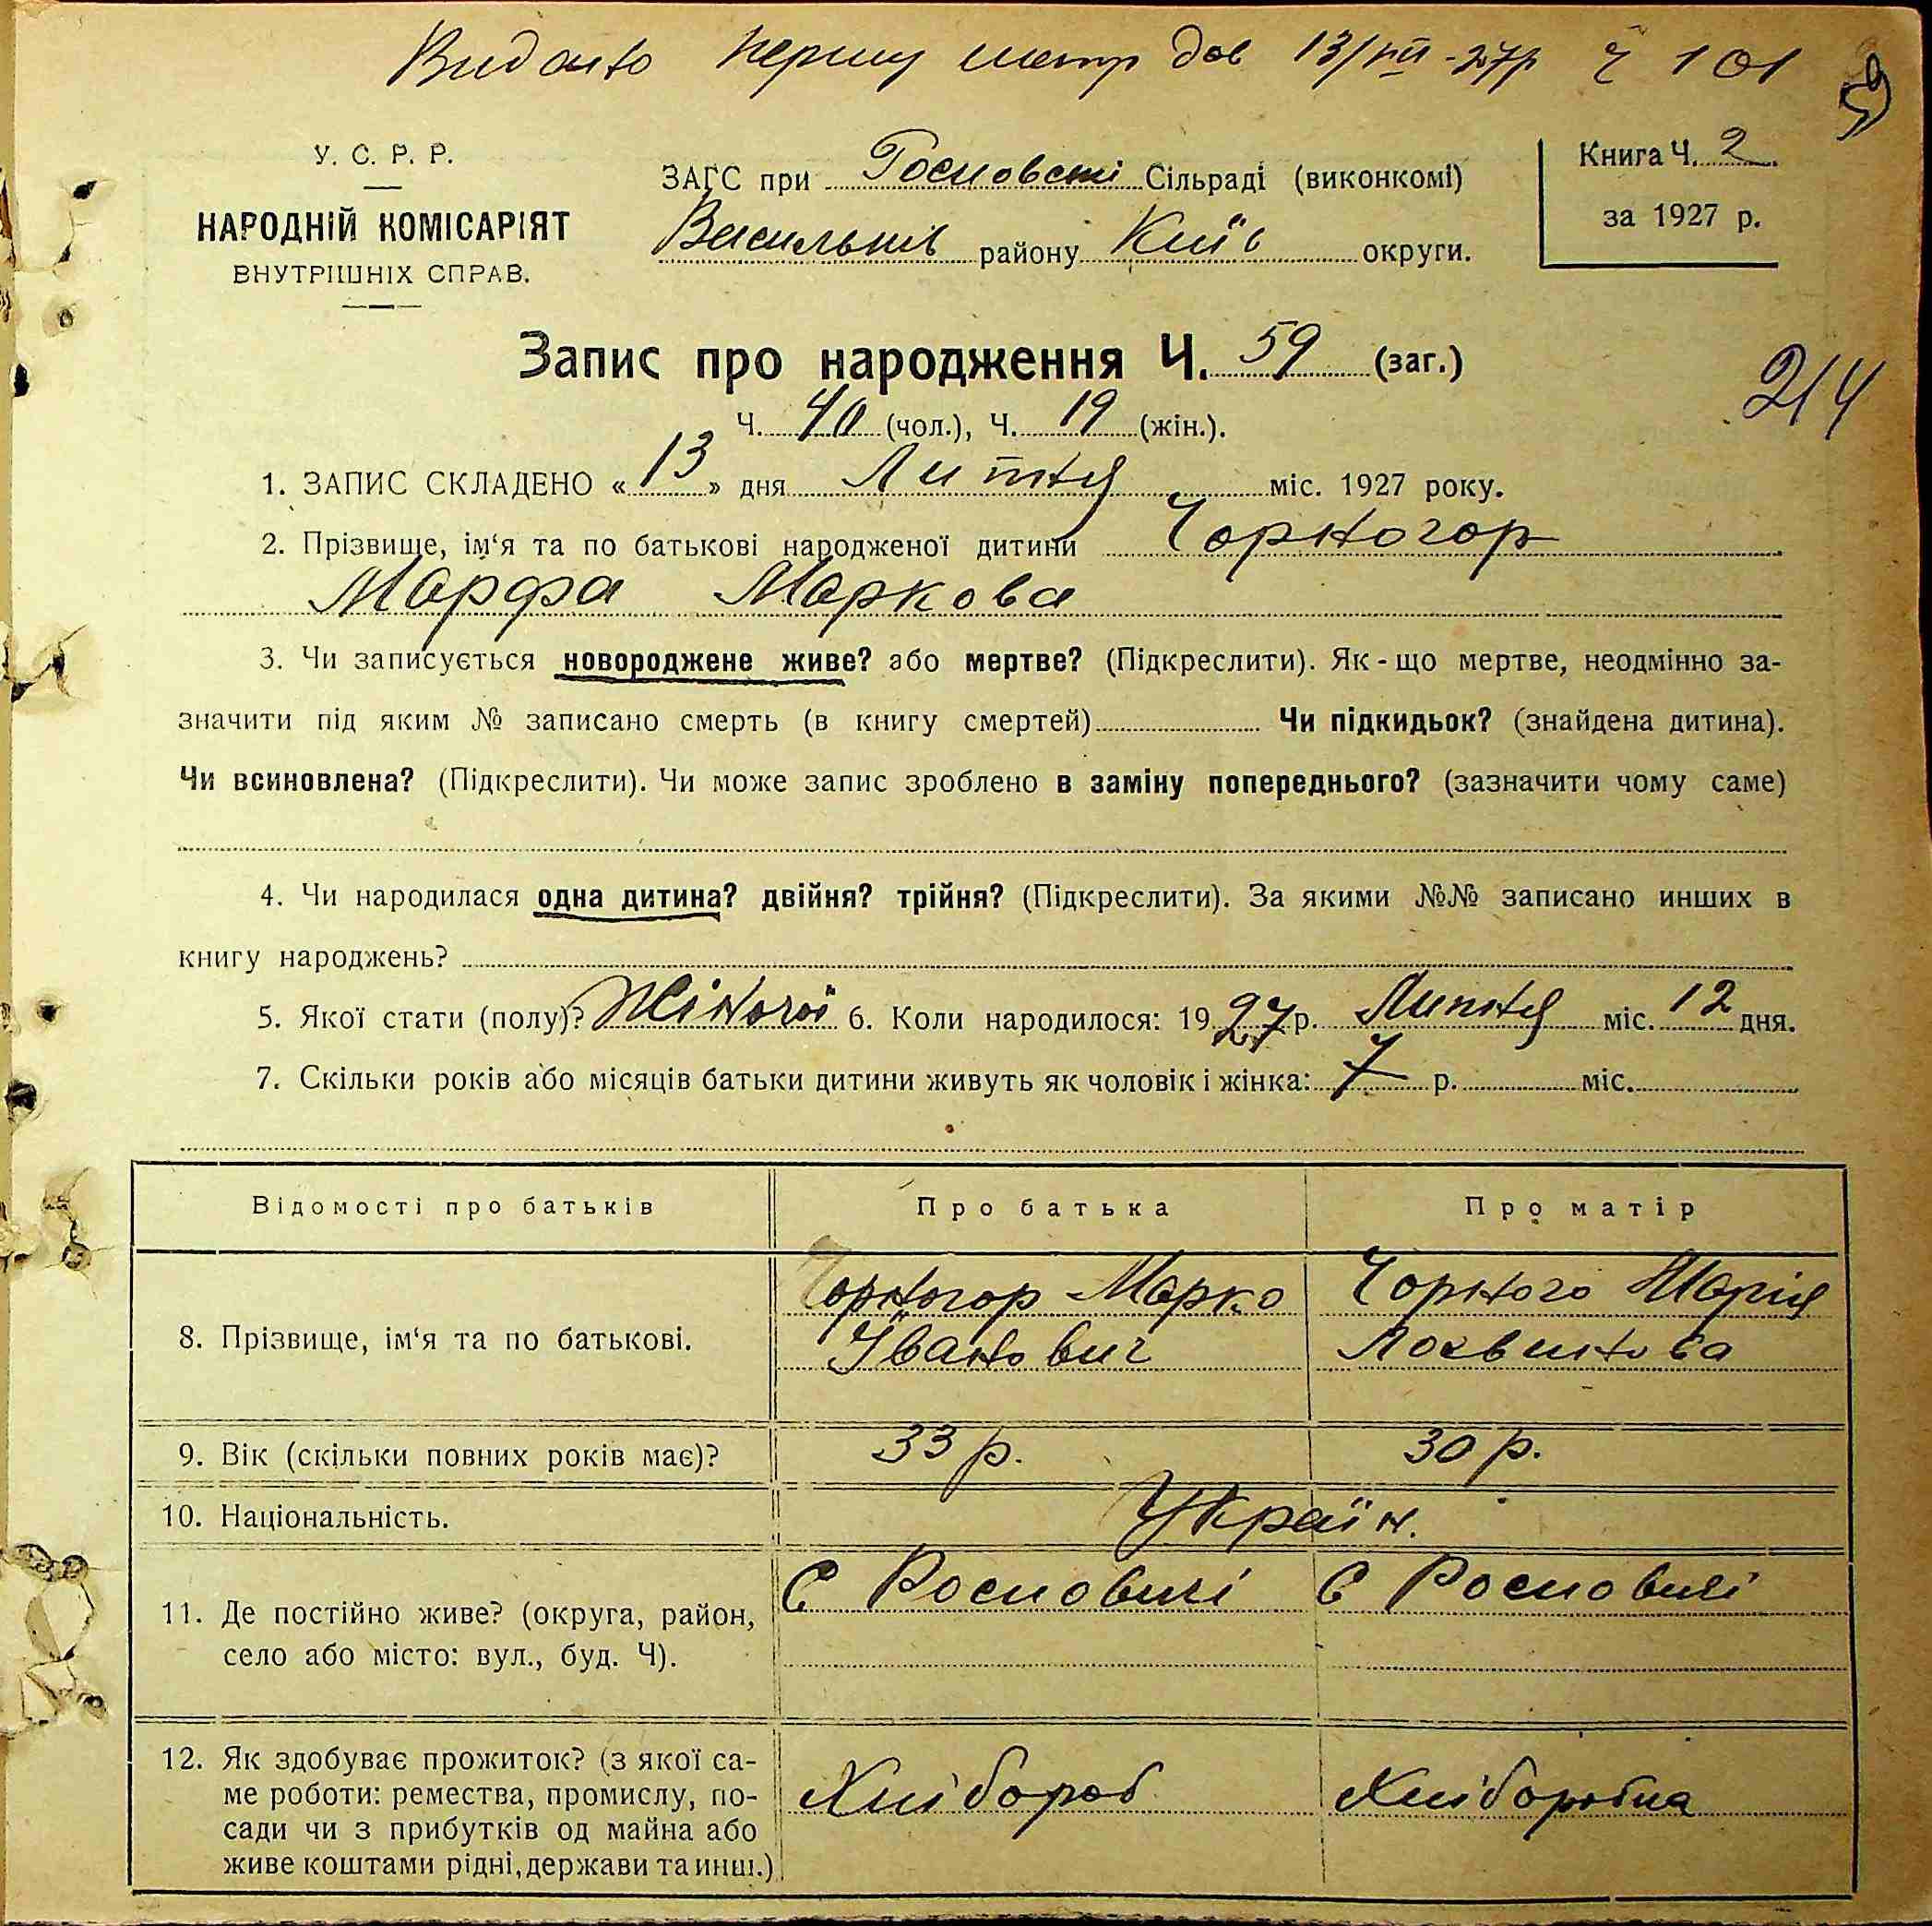 Видано першу метр дов 13/VII-27р ч 101
У. С. Р. Р.
НАРОДНІЙ КОМІСАРІЯТ
ВНУТРІШНІХ СПРАВ.
ЗАГС при Росновскі Сільраді (виконкомі)
Васильків району Київ округи.
Книга Ч. 2
за 1927 р.
Запис про народження Ч. 59 (заг.)
214
Ч. 40 (чол.), Ч. 19 (жін.).
1. ЗАПИС СКЛАДЕНО «13» дня Липня міс. 1927 року.
2. Прізвище, ім‘я та по батькові народженої дитини Чорногор
Марфа Маркова
3. Чи записується новороджене живе? або мертве? (Підкреслити). Як-що мертве, неодмінно за-
значити під яким № записано смерть (в книгу смертей) Чи підкидьок? (знайдена дитина).
Чи всиновлена? (Підкреслити). Чи може запис зроблено в заміну попереднього? (зазначити чому саме)
4. Чи народилася одна дитина? двійня? трійня? (Підкреслити). За якими №№ записано инших в
книгу народжень?
5. Якої стати (полу)? Жіночої 6. Коли народилося: 1927 р. Липня міс. 12 дня.
7. Скільки років або місяців батьки дитини живуть як чоловік і жінка: 7 р. міс.
Відомості про батьків Про батька Про матір
8. Прізвище, ім‘я та по батькові.
Чорногор Марко
Іванович
Чорного Марія
Логвинова
9. Вік (скільки повних років має)? 33 р. 30 р.
10. Національність. Україн.
11. Де постійно живе? (округа, район,
село або місто: вул., буд. Ч).
С Росновичі
С Росновичі
12. Як здобуває прожиток? (з якої са-
ме роботи: ремества, промислу, по-
сади чи з прибутків од майна або
живе коштами рідні, держави та инш.)
Хлібороб
Хліборобка